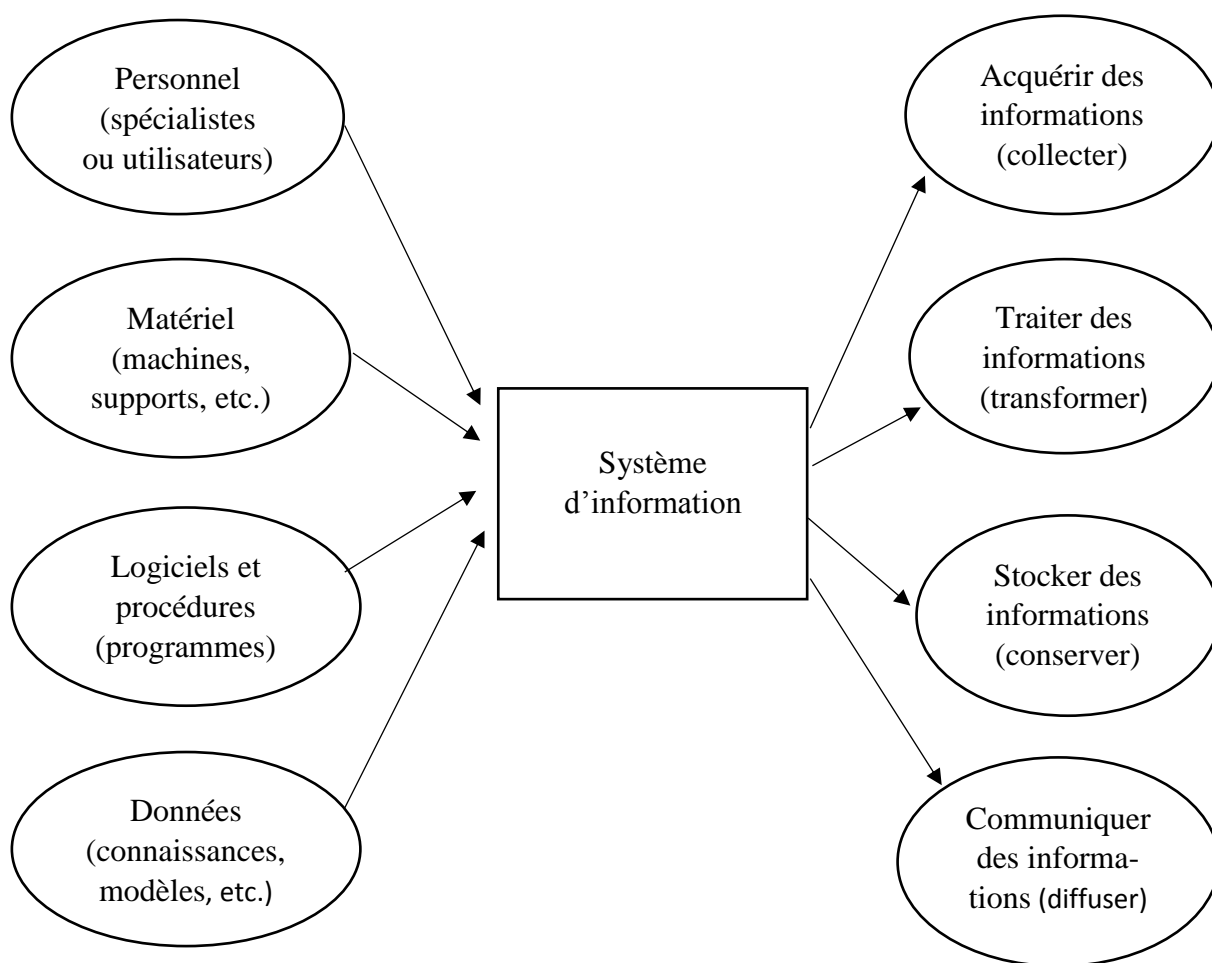 Personnel
(spécialistes
ou utilisateurs)
Matériel
(machines,
supports, etc.)
Logiciels et
procédures
(programmes)
Données
(connaissances,
modèles, etc.)
Système
d’information
Acquérir des
informations
(collecter)
Traiter des
informations
(transformer)
Stocker des
informations
(conserver)
Communiquer
des informa-
tions (diffuser)